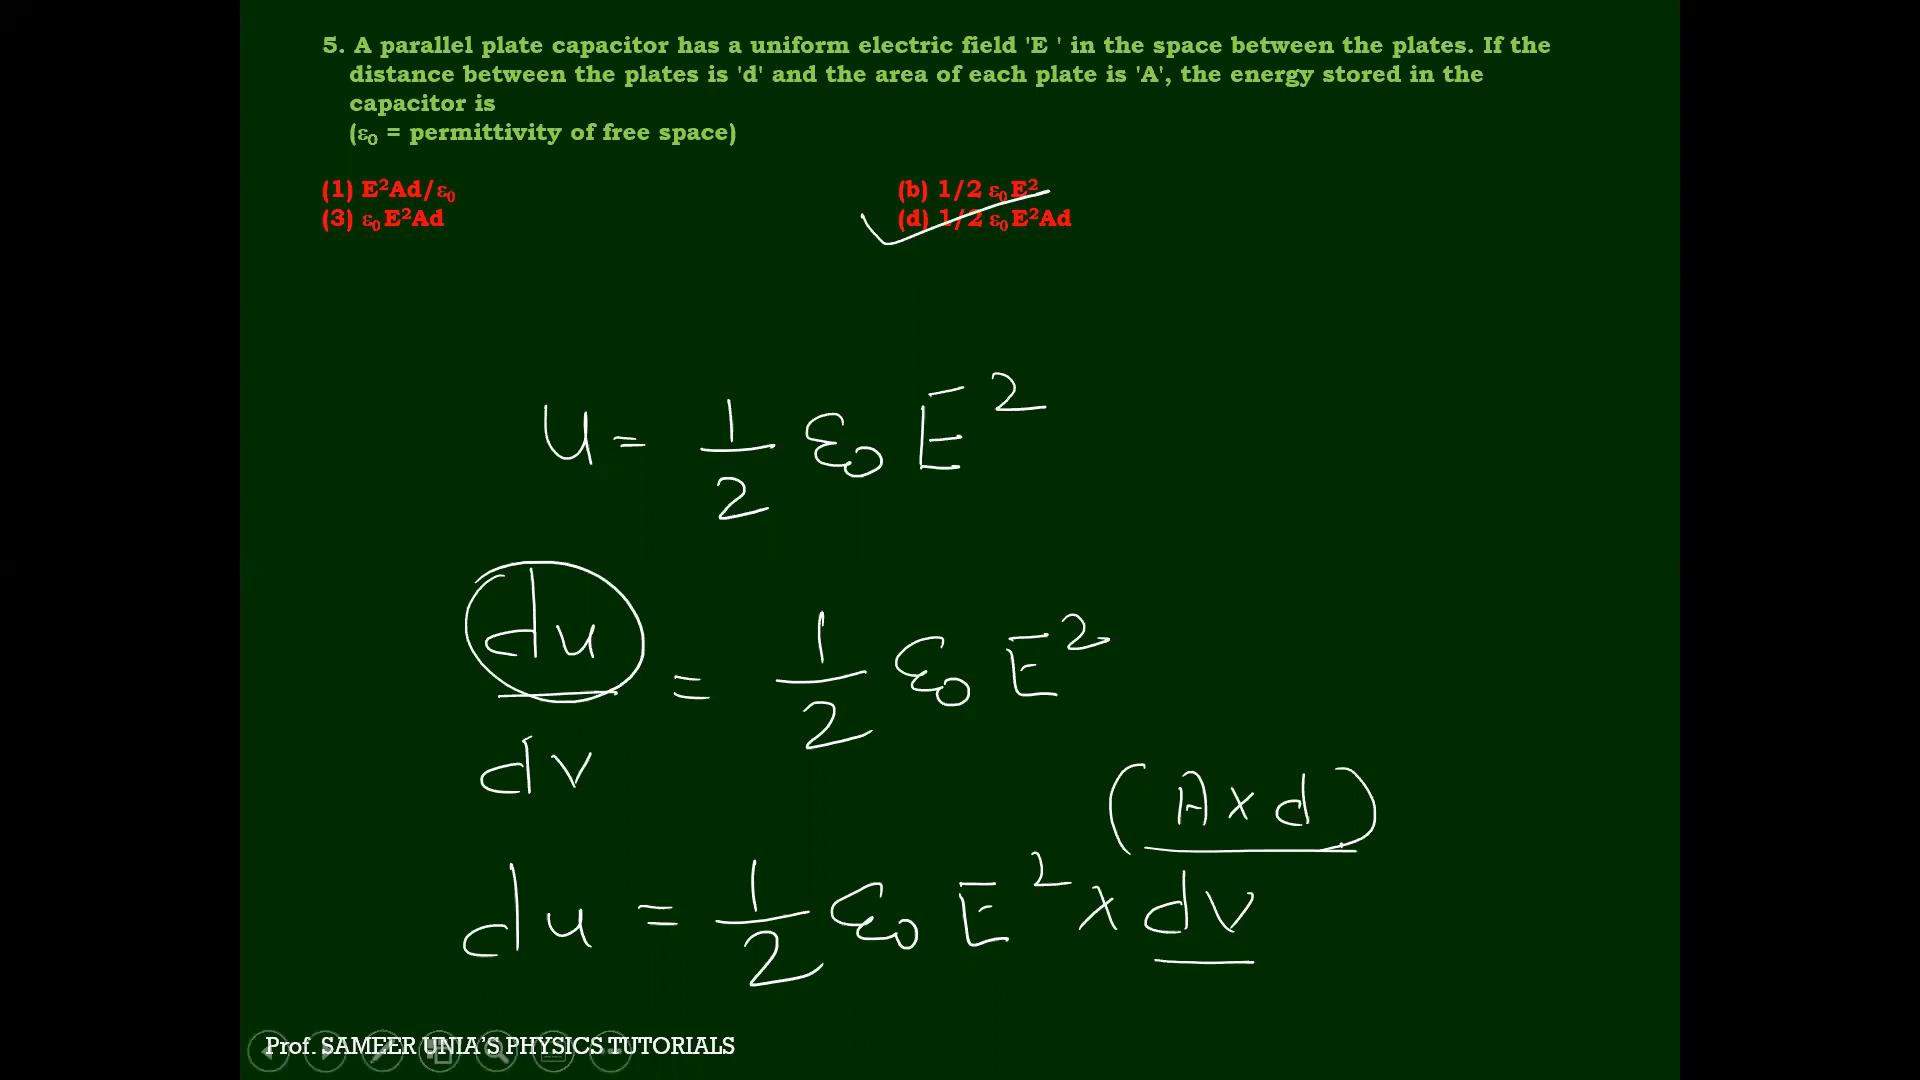 5. A parallel plate capacitor has a uniform electric field 'E ' in the space between the plates. If the
distance between the plates is 'd' and the area of each plate is 'A', the energy stored in the
capacitor is
(ε₀ = permittivity of free space)
(1) E²Ad/ε₀ (b) 1/2 ε₀E²
(3) ε₀E²Ad (d) 1/2 ε₀E²Ad
u = 1/2 ε₀ E²
du/dv = 1/2 ε₀ E²
(A x d)
du = 1/2 ε₀ E² x dv
Prof. SAMEER UNIA'S PHYSICS TUTORIALS